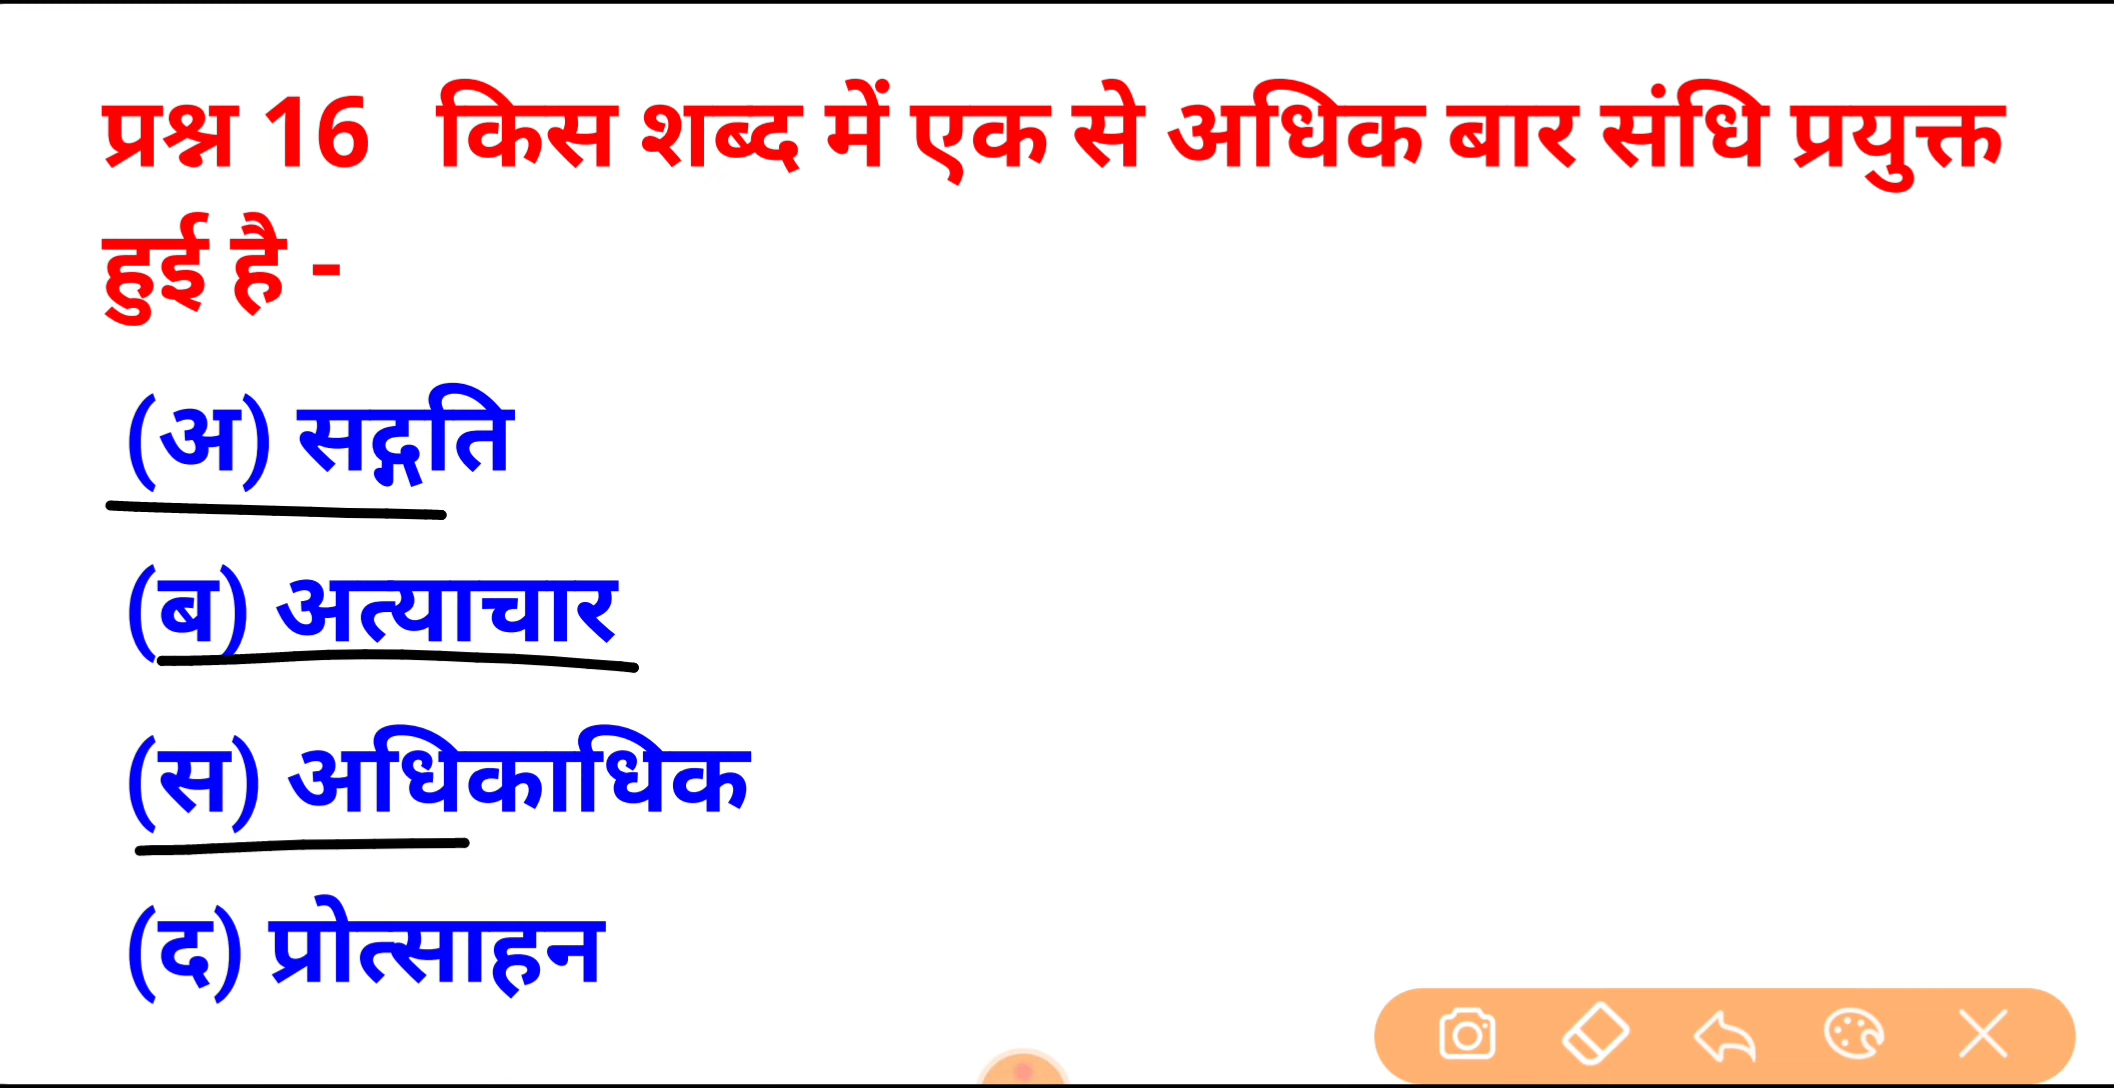 प्रश्न 16 किस शब्द में एक से अधिक बार संधि प्रयुक्त
हुई है -
(अ) सद्गति
(ब) अत्याचार
(स) अधिकाधिक
(द) प्रोत्साहन